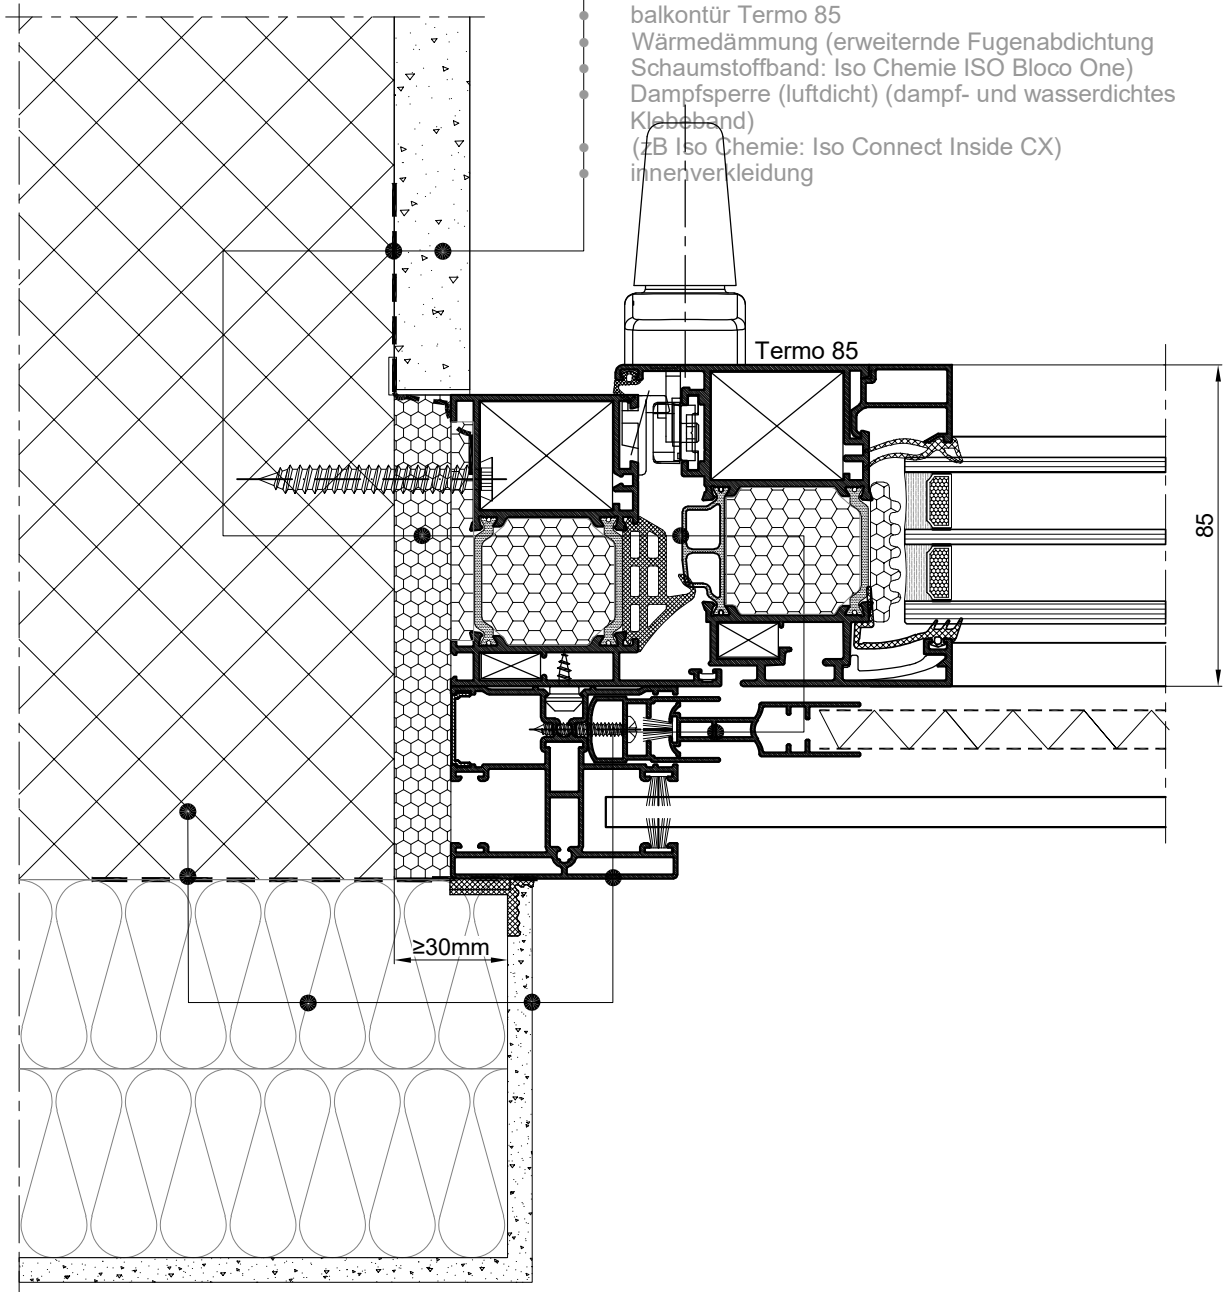 balkontür Termo 85
Wärmedämmung (erweiternde Fugenabdichtung
Schaumstoffband: Iso Chemie ISO Bloco One)
Dampfsperre (luftdicht) (dampf- und wasserdichtes
Klebeband)
(zB Iso Chemie: Iso Connect Inside CX)
innenverkleidung
Termo 85
85
≥30mm